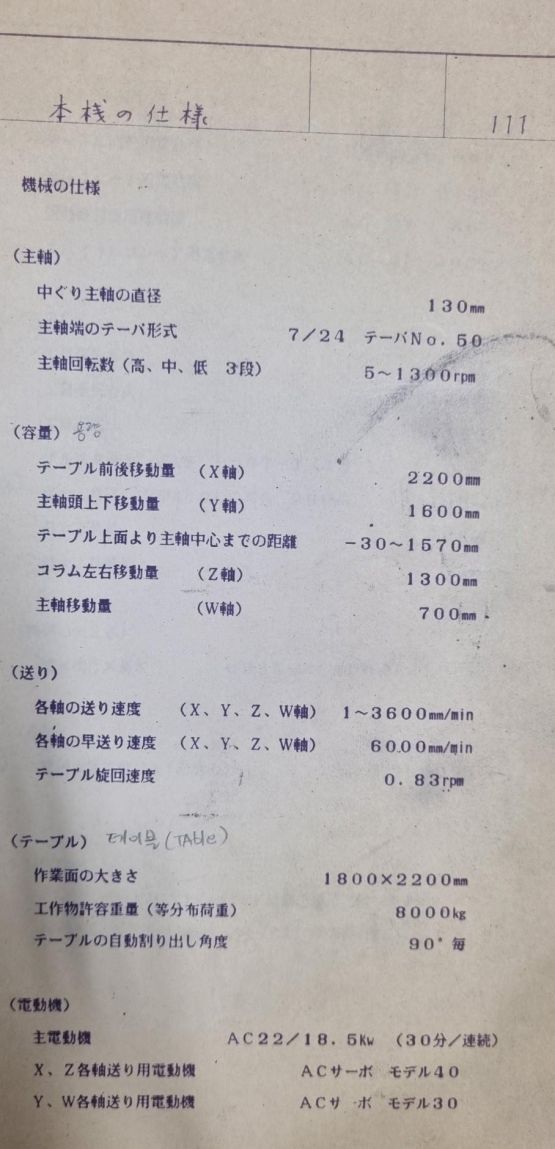 本桟の仕様
111
機械の仕様
(主軸)
中ぐり主軸の直径 130mm
主軸端のテーパ形式 7/24 テーパNo. 50
主軸回転数(高、中、低 3段) 5~1300rpm
(容量) 용량
テーブル前後移動量 (X軸) 2200mm
主軸頭上下移動量 (Y軸) 1600mm
テーブル上面より主軸中心までの距離 -30~1570mm
コラム左右移動量 (Z軸) 1300mm
主軸移動量 (W軸) 700mm
(送り)
各軸の送り速度 (X、Y、Z、W軸) 1~3600mm/min
各軸の早送り速度 (X、Y、Z、W軸) 6000mm/min
テーブル旋回速度 0.83rpm
(テーブル) 테이블(TAble)
作業面の大きさ 1800×2200mm
工作物許容重量(等分布荷重) 8000kg
テーブルの自動割り出し角度 90°毎
(電動機)
主電動機 AC22/18.5Kw (30分/連続)
X、Z各軸送り用電動機 ACサーボ モデル40
Y、W各軸送り用電動機 ACサーボ モデル30